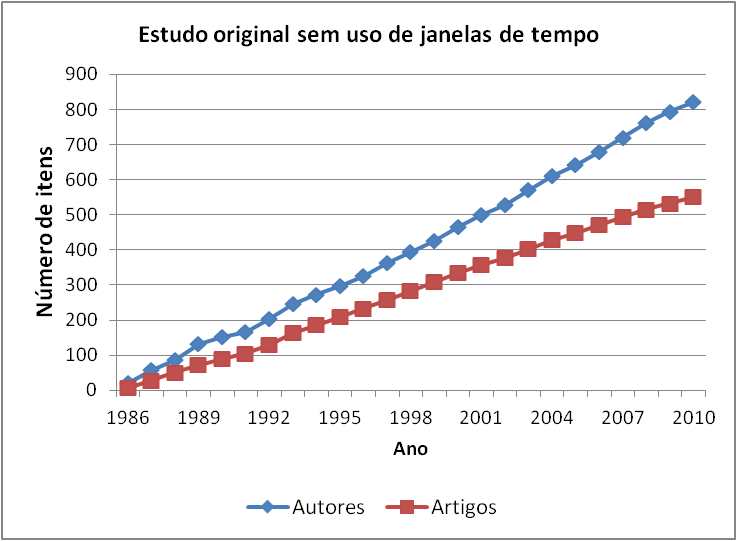 Estudo original sem uso de janelas de tempo
Número de itens
900
800
700
600
500
400
300
200
100
0
1986 1989 1992 1995 1998 2001 2004 2007 2010
Ano
Autores Artigos